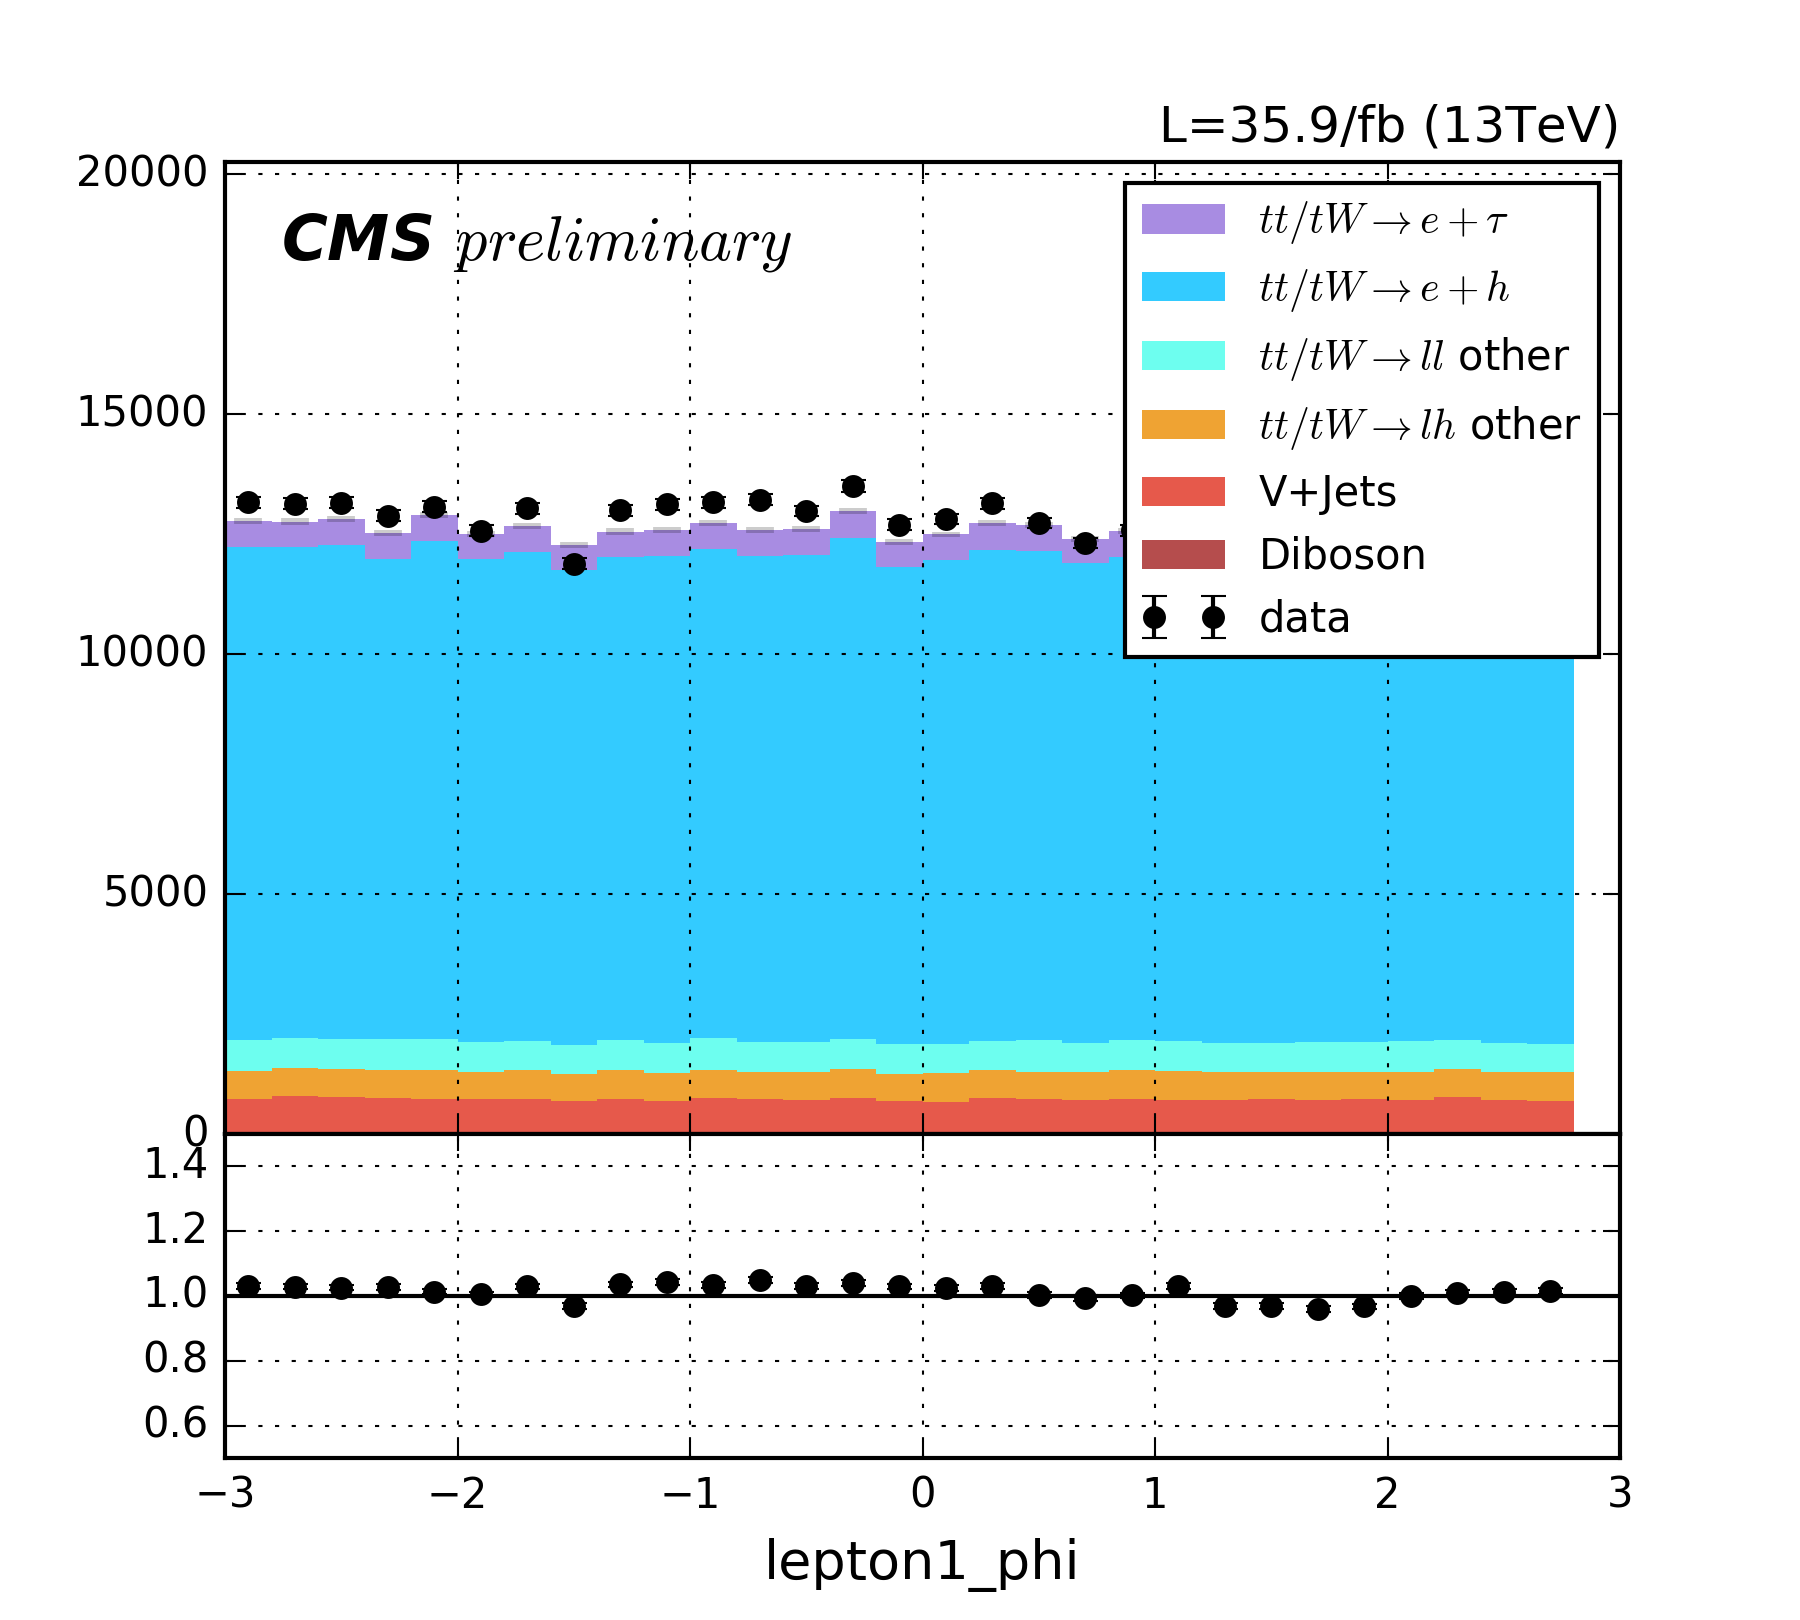 L=35.9/fb (13TeV)
20000
CMS preliminary
tt/tW → e + τ
tt/tW → e + h
tt/tW → ll other
tt/tW → lh other
V+Jets
Diboson
data
15000
10000
5000
0
1.4
1.2
1.0
0.8
0.6
−3 −2 −1 0 1 2 3
lepton1_phi